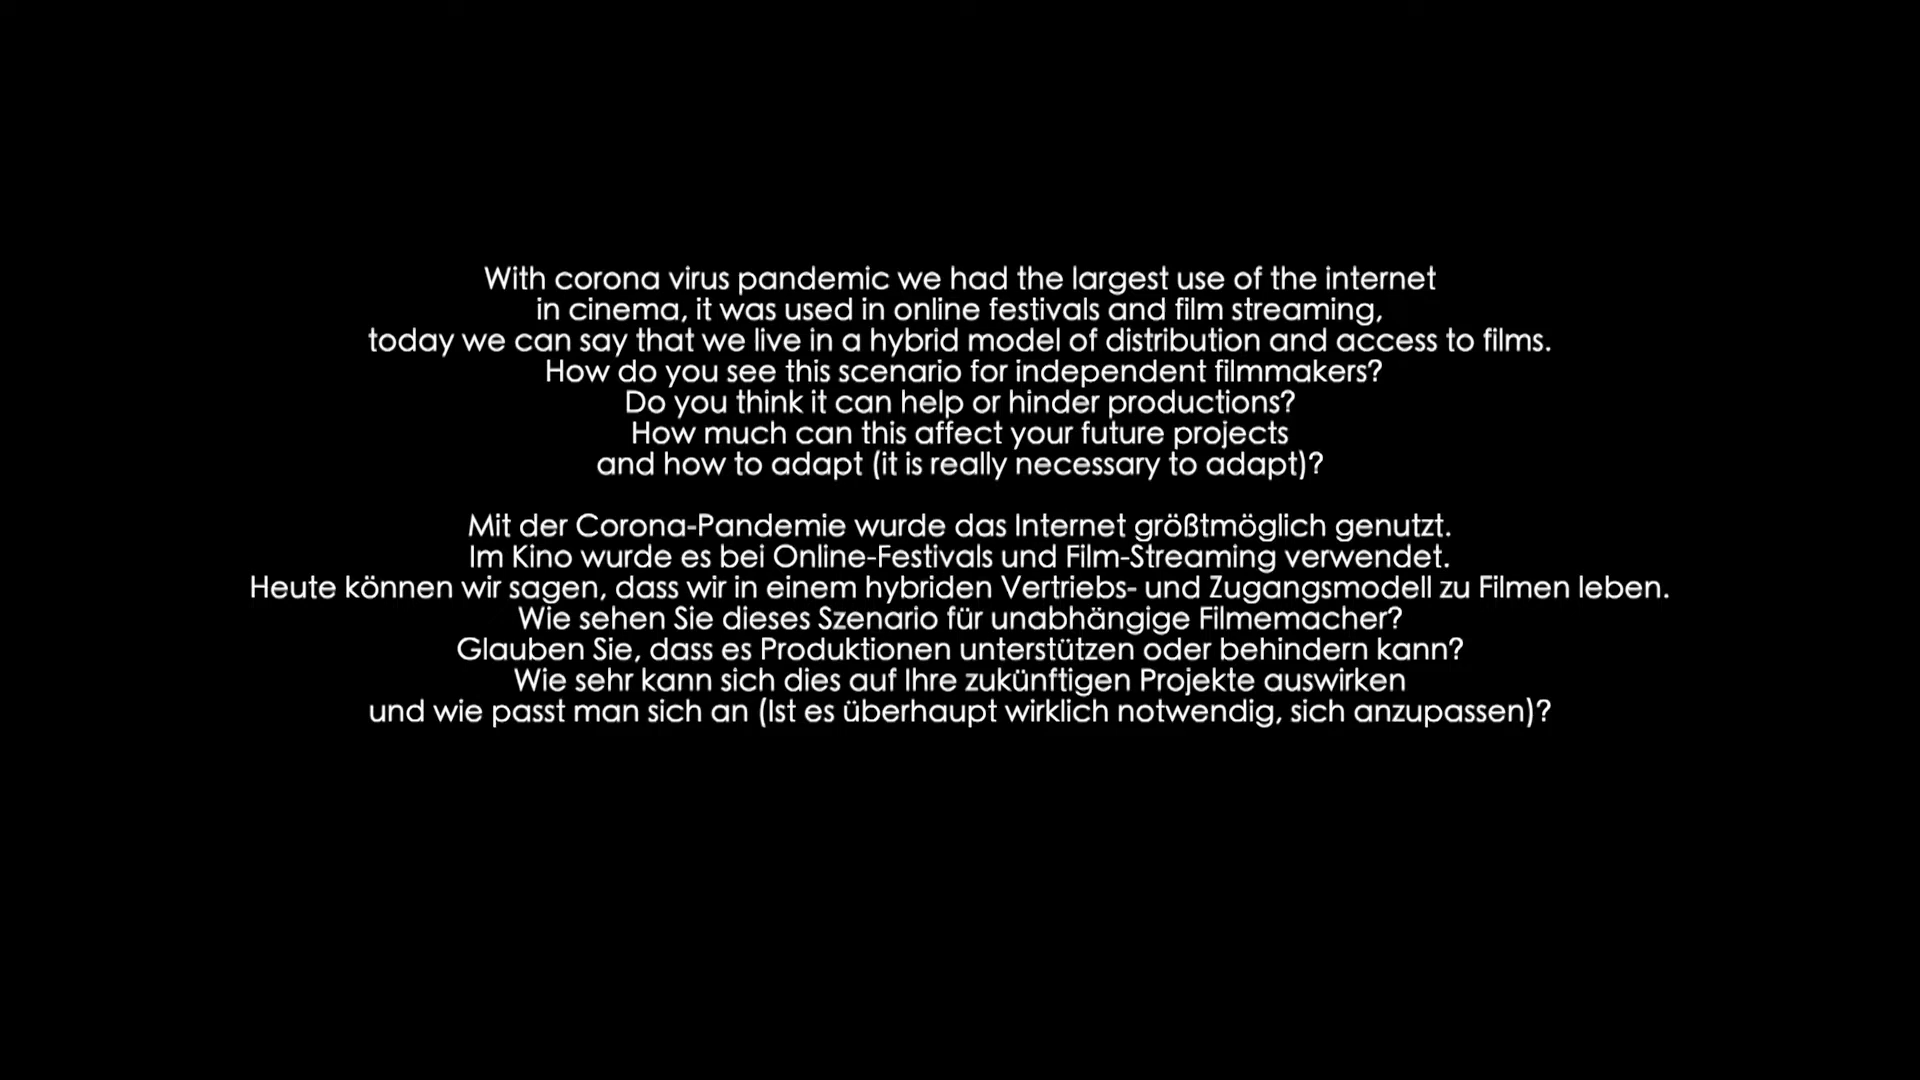 With corona virus pandemic we had the largest use of the internet
in cinema, it was used in online festivals and film streaming,
today we can say that we live in a hybrid model of distribution and access to films.
How do you see this scenario for independent filmmakers?
Do you think it can help or hinder productions?
How much can this affect your future projects
and how to adapt (it is really necessary to adapt)?
Mit der Corona-Pandemie wurde das Internet größtmöglich genutzt.
Im Kino wurde es bei Online-Festivals und Film-Streaming verwendet.
Heute können wir sagen, dass wir in einem hybriden Vertriebs- und Zugangsmodell zu Filmen leben.
Wie sehen Sie dieses Szenario für unabhängige Filmemacher?
Glauben Sie, dass es Produktionen unterstützen oder behindern kann?
Wie sehr kann sich dies auf Ihre zukünftigen Projekte auswirken
und wie passt man sich an (Ist es überhaupt wirklich notwendig, sich anzupassen)?